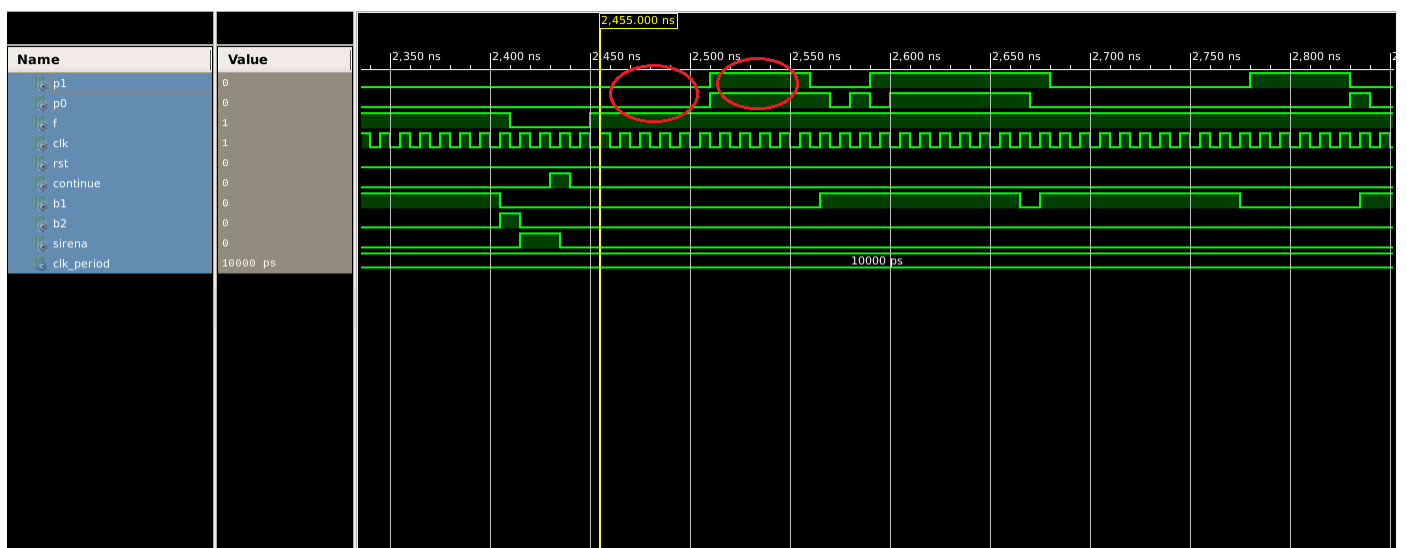 2,455.000 ns
Name Value
2,350 ns 2,400 ns 2,450 ns 2,500 ns 2,550 ns 2,600 ns 2,650 ns 2,700 ns 2,750 ns 2,800 ns 2
p1 0
p0 0
f 1
clk 1
rst 0
continue 0
b1 0
b2 0
sirena 0
clk_period 10000 ps 10000 ps